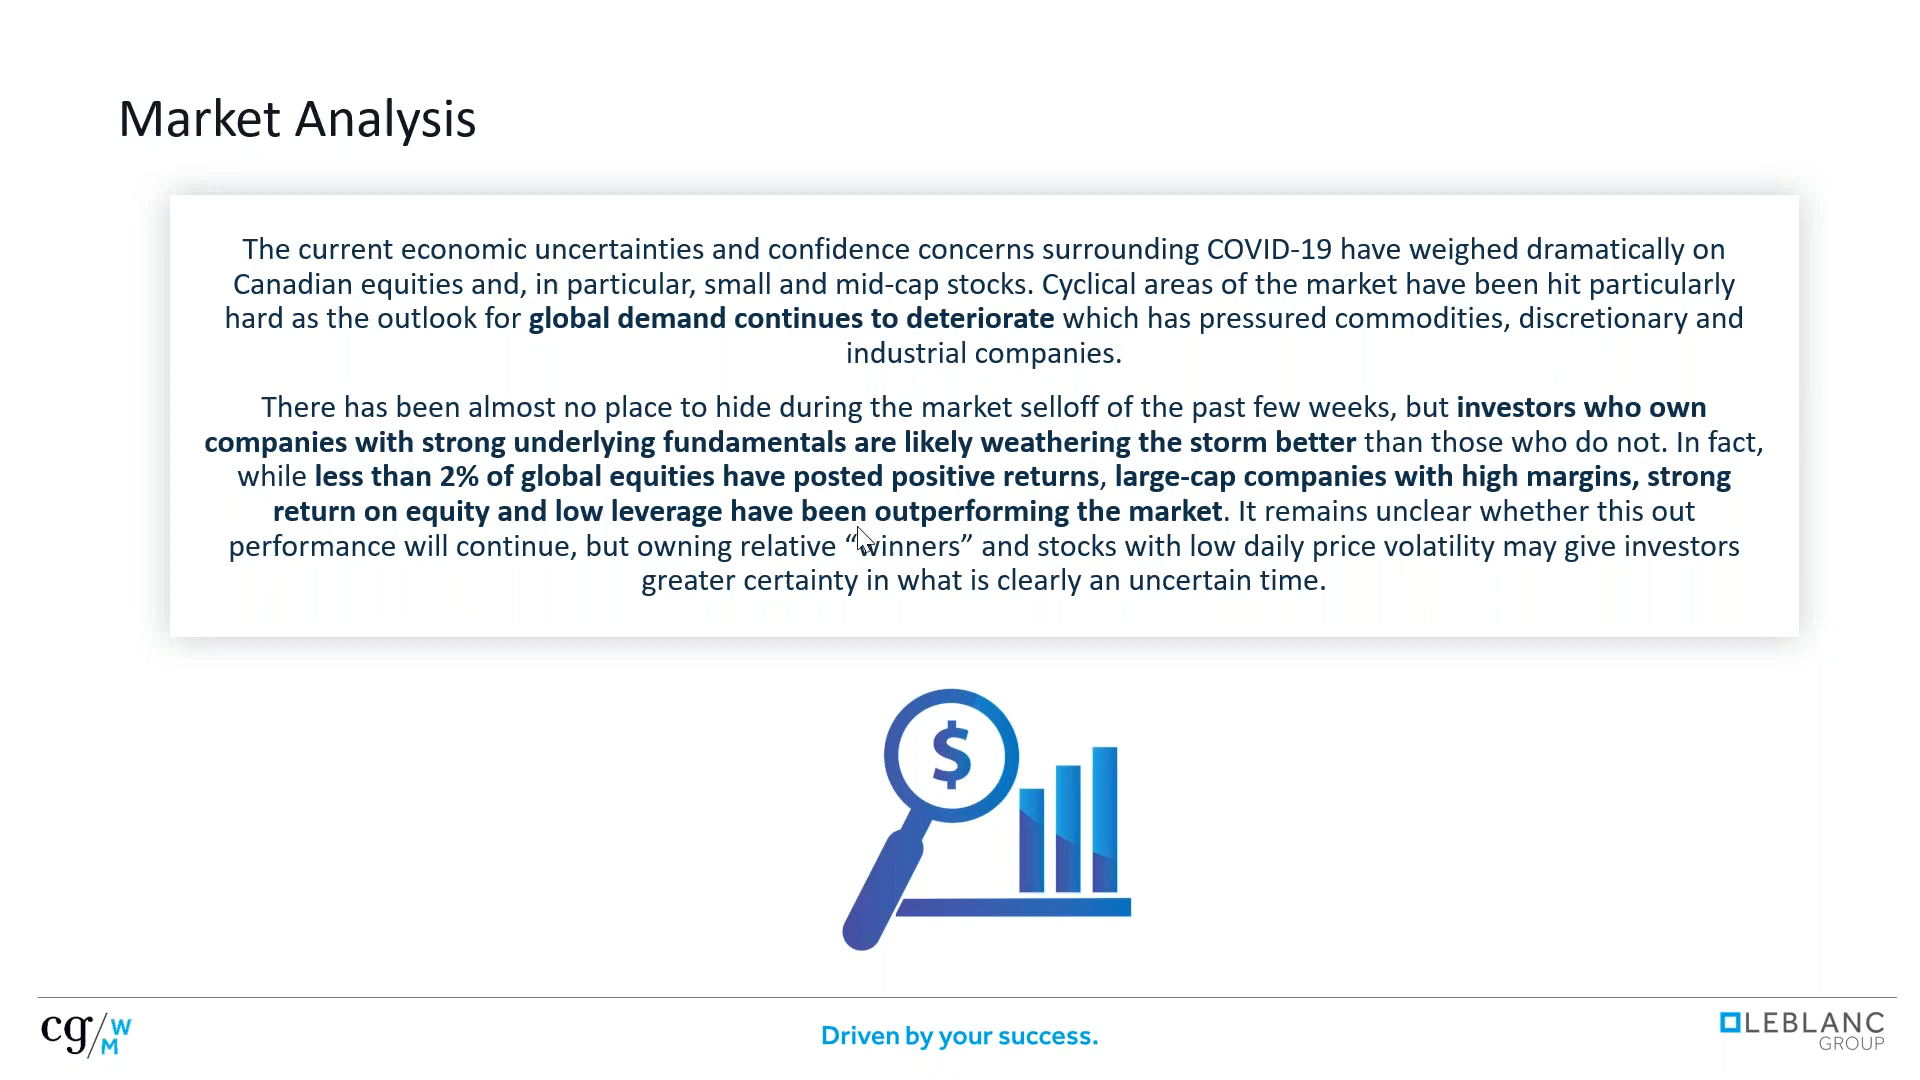 Market Analysis
The current economic uncertainties and confidence concerns surrounding COVID-19 have weighed dramatically on
Canadian equities and, in particular, small and mid-cap stocks. Cyclical areas of the market have been hit particularly
hard as the outlook for global demand continues to deteriorate which has pressured commodities, discretionary and
industrial companies.
There has been almost no place to hide during the market selloff of the past few weeks, but investors who own
companies with strong underlying fundamentals are likely weathering the storm better than those who do not. In fact,
while less than 2% of global equities have posted positive returns, large-cap companies with high margins, strong
return on equity and low leverage have been outperforming the market. It remains unclear whether this out
performance will continue, but owning relative “winners” and stocks with low daily price volatility may give investors
greater certainty in what is clearly an uncertain time.
$
cg/WM
Driven by your success.
LEBLANC
GROUP